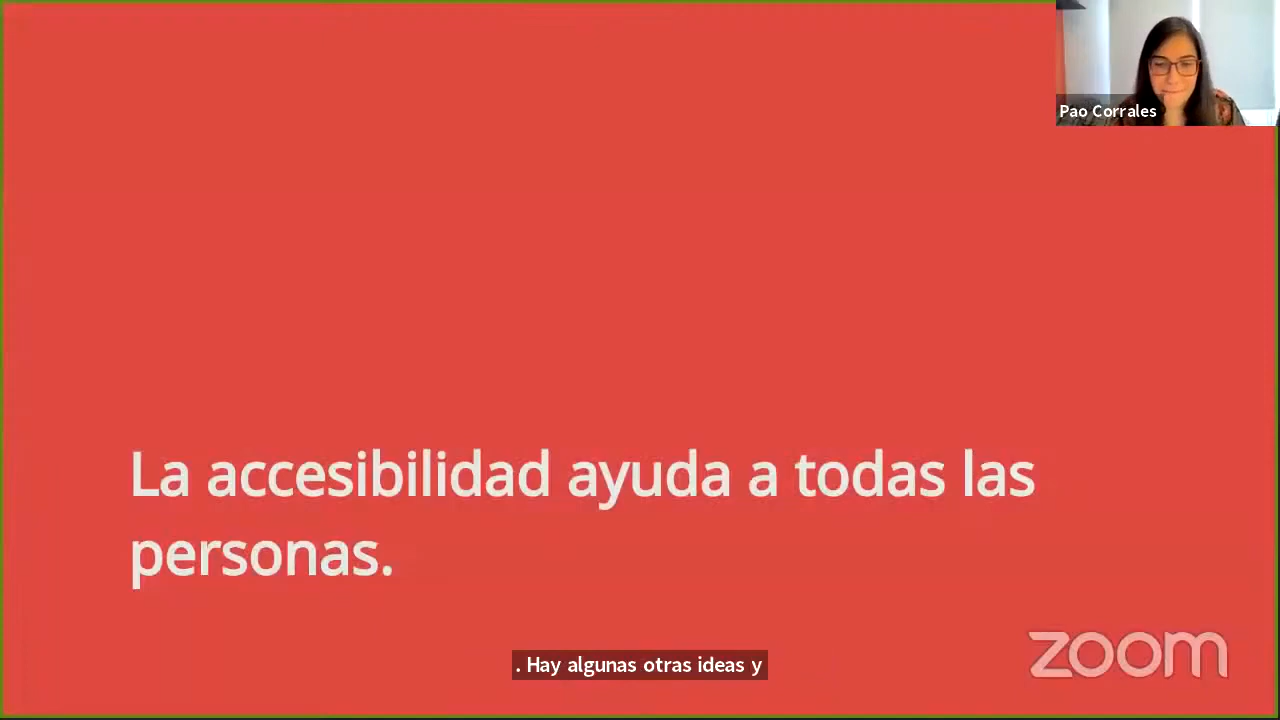 Pao Corrales
La accesibilidad ayuda a todas las
personas.
. Hay algunas otras ideas y
zoom